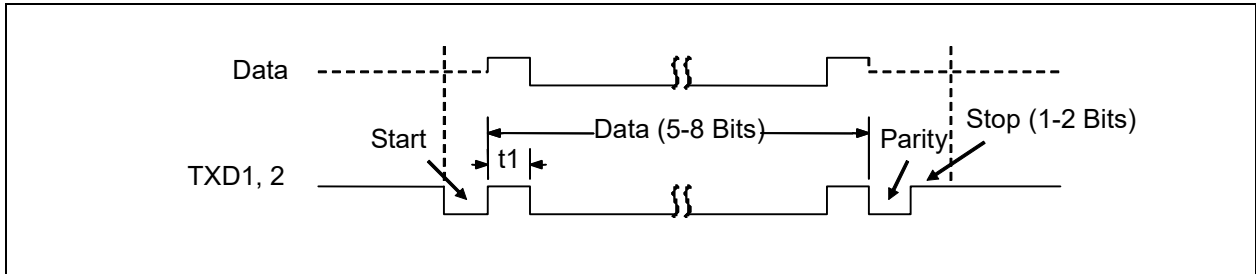 Data
Data (5-8 Bits)
Stop (1-2 Bits)
Start
Parity
t1
TXD1, 2